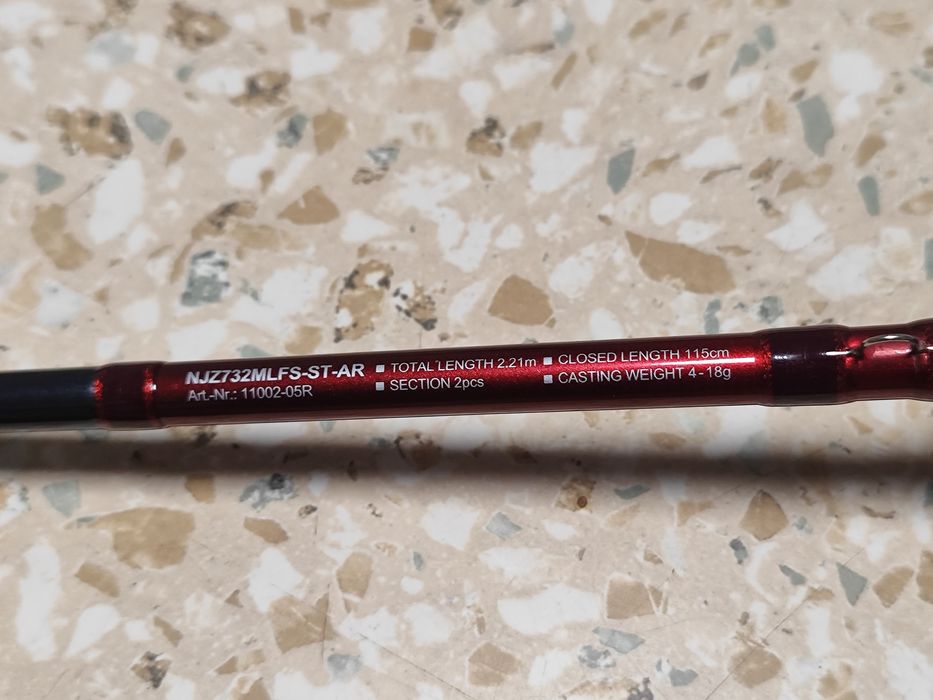 NJZ732MLFS-ST-AR
Art.-Nr.: 11002-05R
■ TOTAL LENGTH 2.21m ■ CLOSED LENGTH 115cm
■ SECTION 2pcs ■ CASTING WEIGHT 4-18g